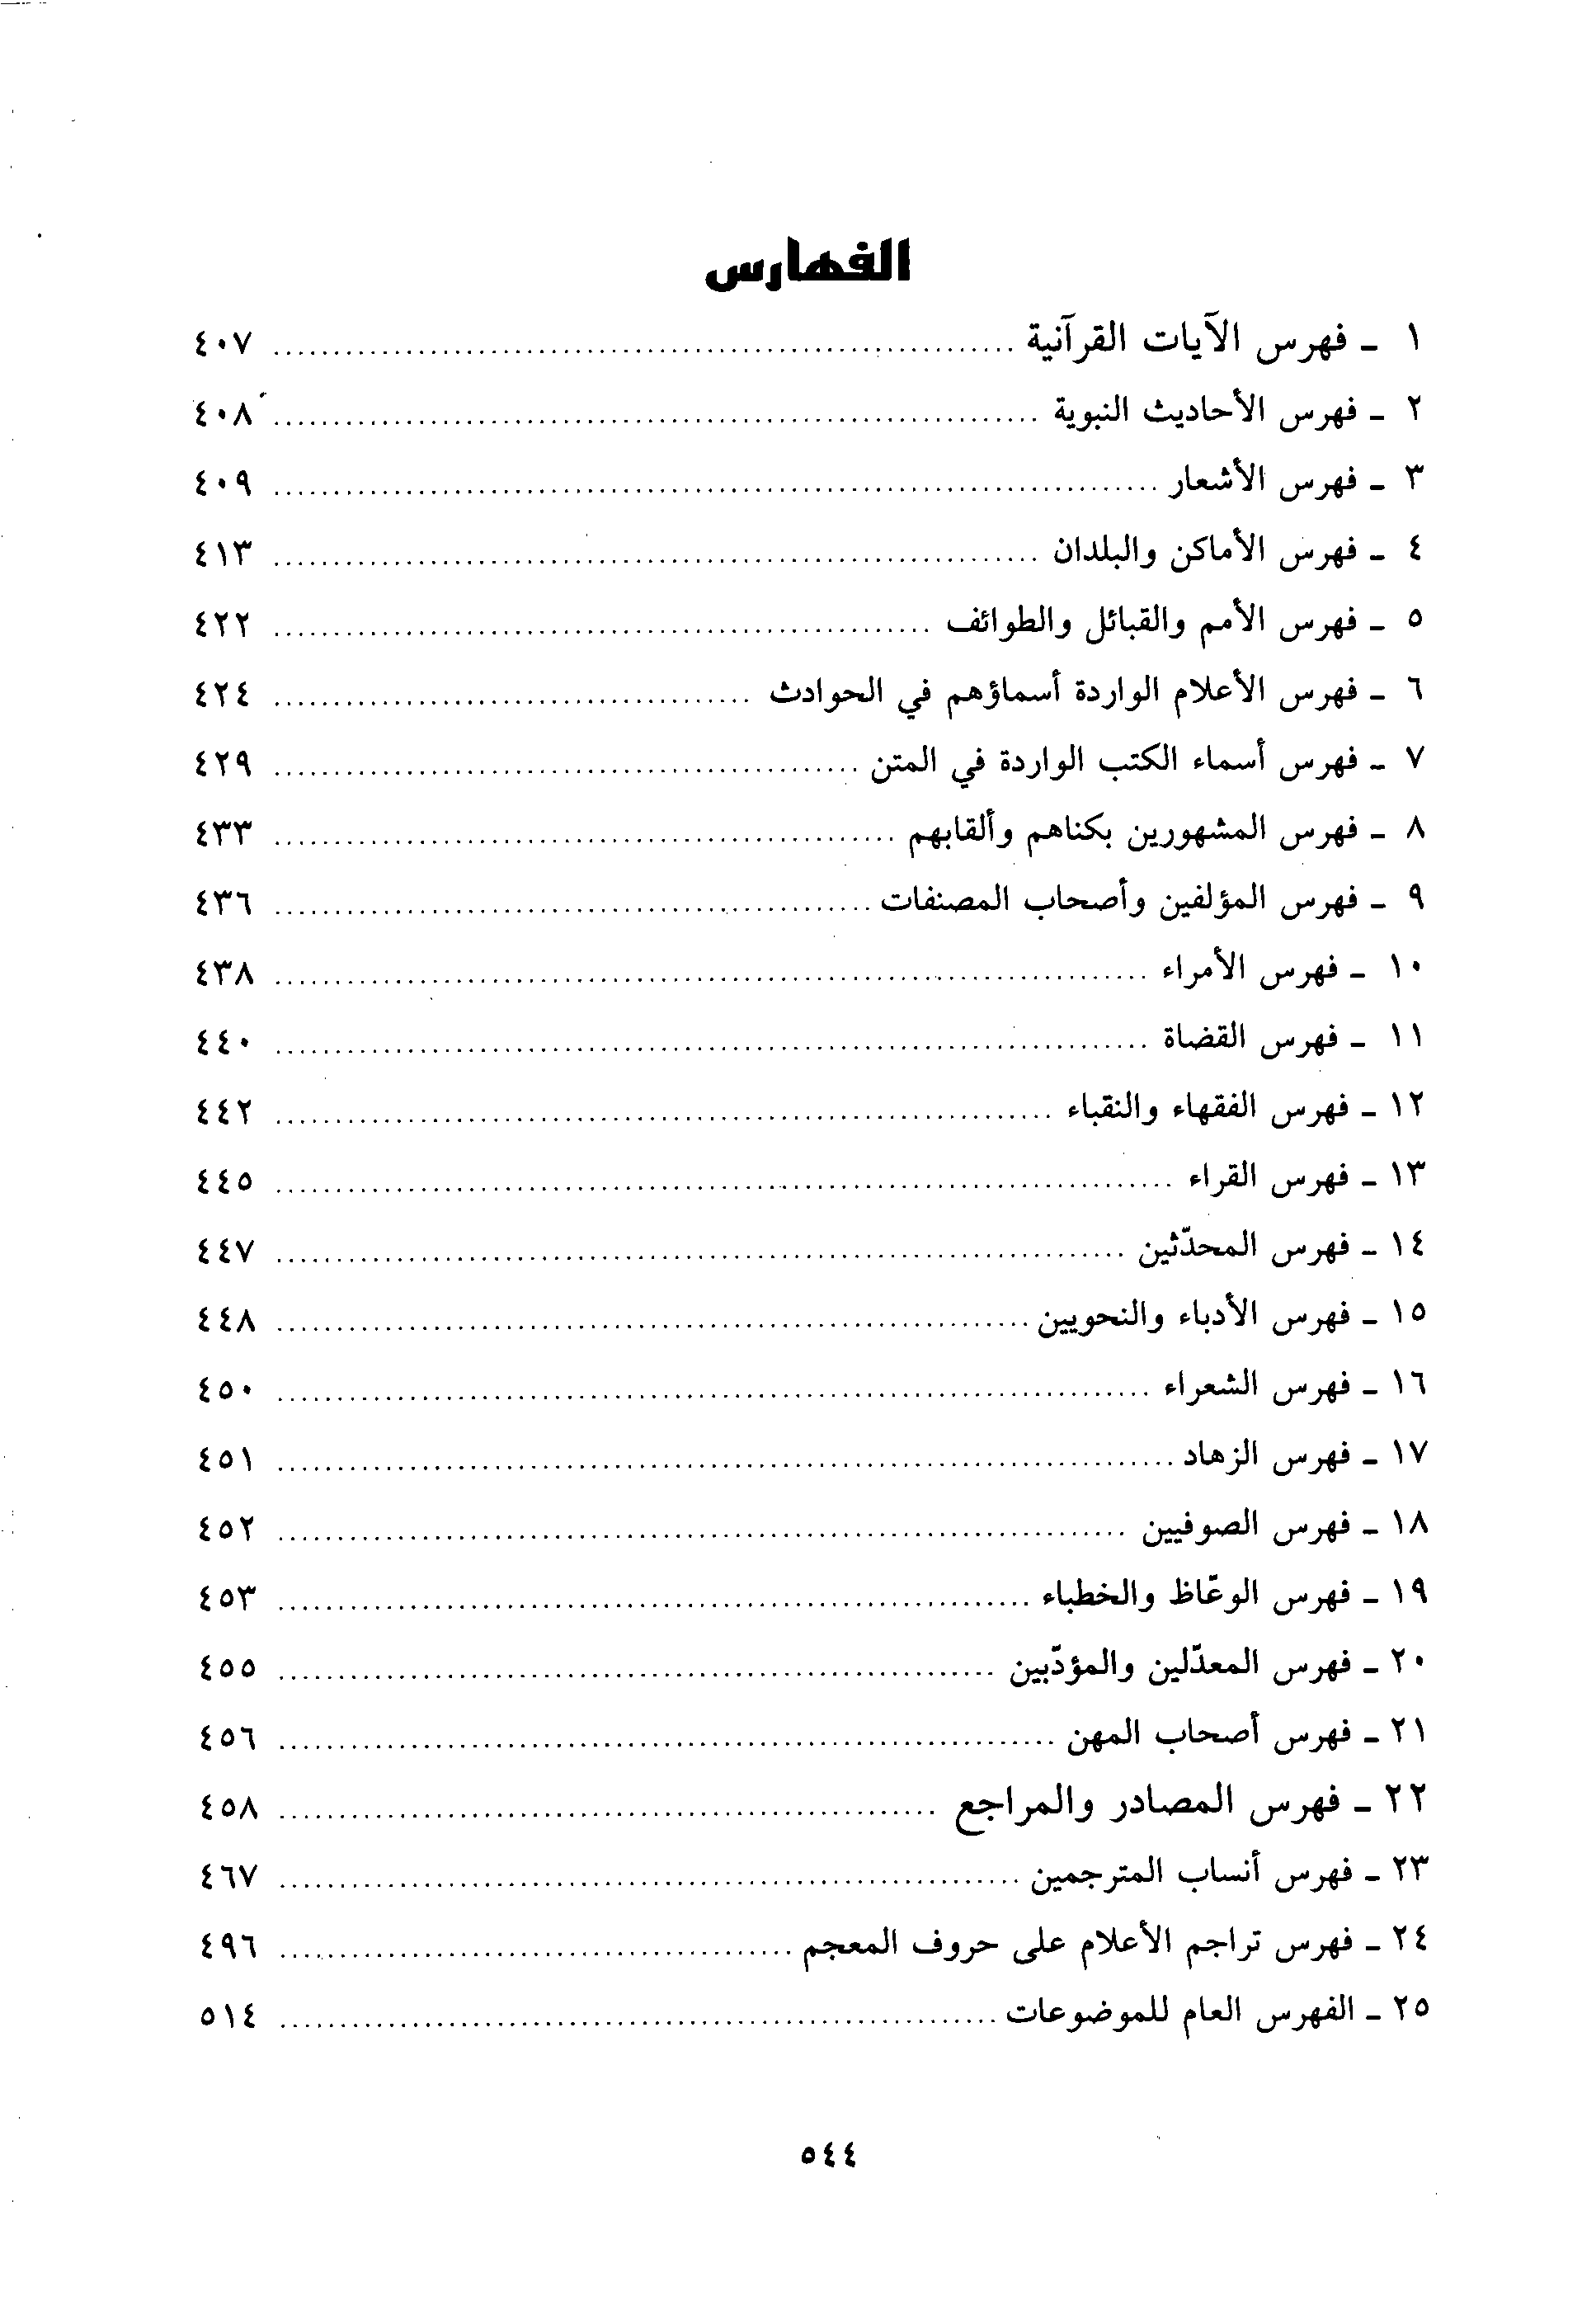 الفهارس
١ - فهرس الآيات القرآنية ........ ٤٠٧
٢ - فهرس الأحاديث النبوية ........ ٤٠٨
٣ - فهرس الأشعار ........ ٤٠٩
٤ - فهرس الأماكن والبلدان ........ ٤١٣
٥ - فهرس الأمم والقبائل والطوائف ........ ٤٢٢
٦ - فهرس الأعلام الواردة أسماؤهم في الحوادث ........ ٤٢٤
٧ - فهرس أسماء الكتب الواردة في المتن ........ ٤٢٩
٨ - فهرس المشهورين بكناهم وألقابهم ........ ٤٣٣
٩ - فهرس المؤلفين وأصحاب المصنفات ........ ٤٣٦
١٠ - فهرس الأمراء ........ ٤٣٨
١١ - فهرس القضاة ........ ٤٤٠
١٢ - فهرس الفقهاء والنقباء ........ ٤٤٢
١٣ - فهرس القراء ........ ٤٤٥
١٤ - فهرس المحدّثين ........ ٤٤٧
١٥ - فهرس الأدباء والنحويين ........ ٤٤٨
١٦ - فهرس الشعراء ........ ٤٥٠
١٧ - فهرس الزهاد ........ ٤٥١
١٨ - فهرس الصوفيين ........ ٤٥٢
١٩ - فهرس الوعّاظ والخطباء ........ ٤٥٣
٢٠ - فهرس المعدّلين والمؤدّبين ........ ٤٥٥
٢١ - فهرس أصحاب المهن ........ ٤٥٦
٢٢ - فهرس المصادر والمراجع ........ ٤٥٨
٢٣ - فهرس أنساب المترجمين ........ ٤٦٧
٢٤ - فهرس تراجم الأعلام على حروف المعجم ........ ٤٩٦
٢٥ - الفهرس العام للموضوعات ........ ٥١٤
٥٤٤